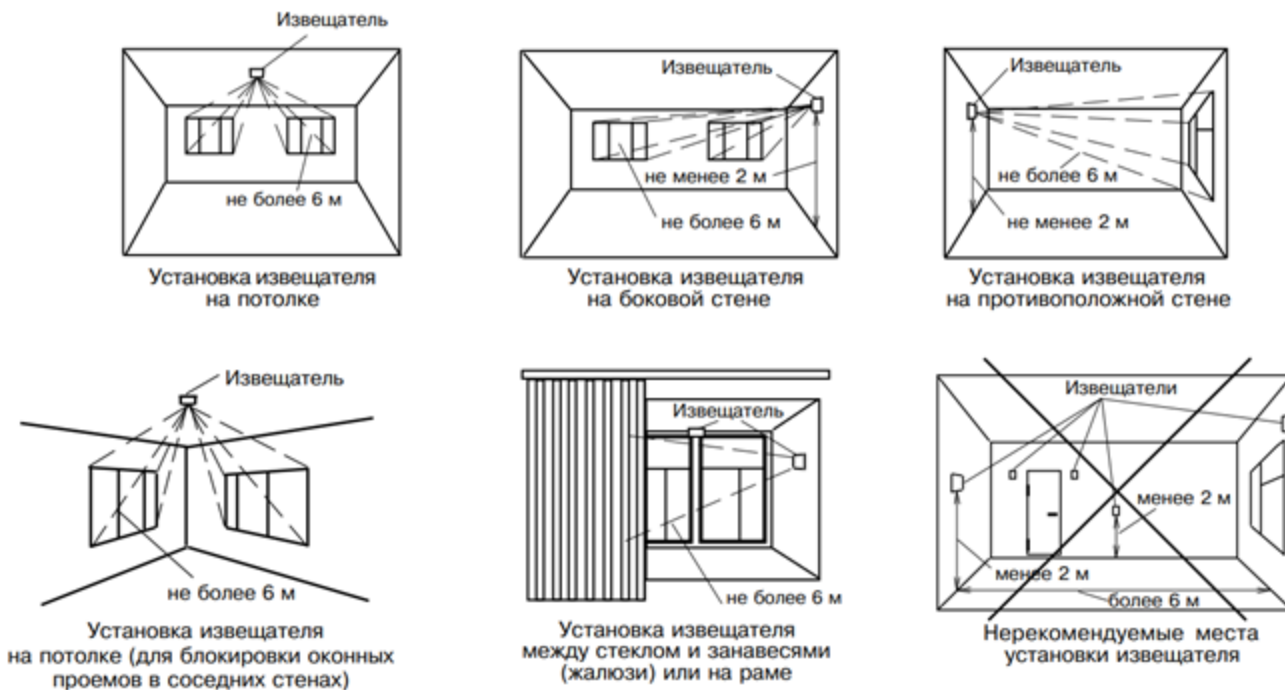 Извещатель
не более 6 м
Установка извещателя
на потолке
Извещатель
не менее 2 м
не более 6 м
Установка извещателя
на боковой стене
Извещатель
не более 6 м
не менее 2 м
Установка извещателя
на противоположной стене
Извещатель
не более 6 м
Установка извещателя
на потолке (для блокировки оконных
проемов в соседних стенах)
Извещатель
не более 6 м
Установка извещателя
между стеклом и занавесями
(жалюзи) или на раме
Извещатели
менее 2 м
менее 2 м
более 6 м
Нерекомендуемые места
установки извещателя